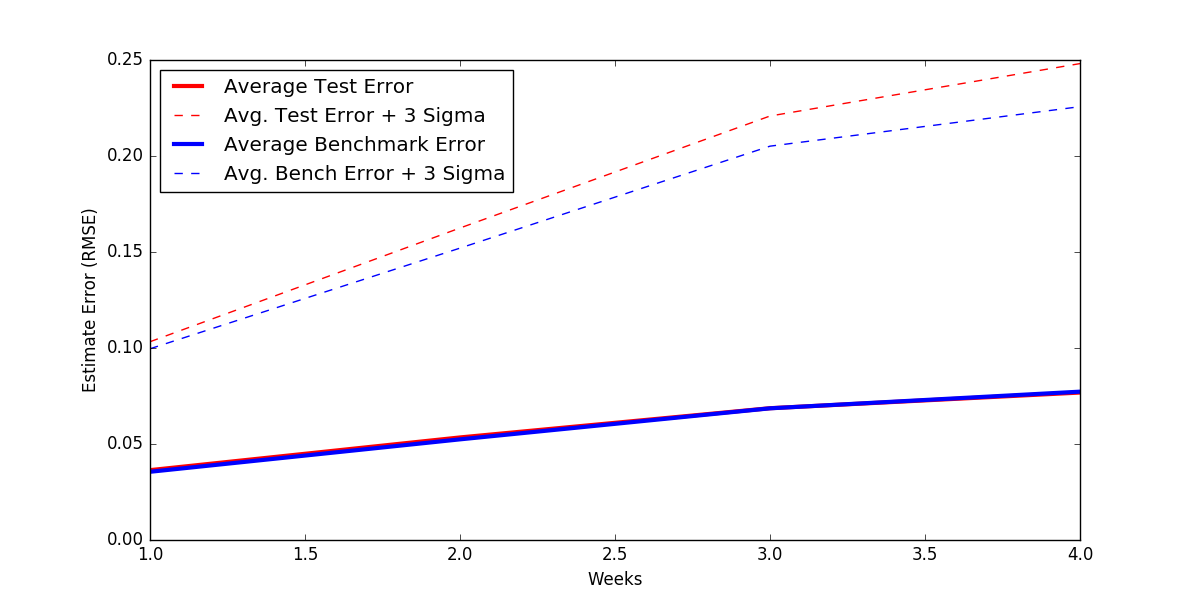 0.25
0.20
0.15
0.10
0.05
0.00
Estimate Error (RMSE)
Average Test Error
Avg. Test Error + 3 Sigma
Average Benchmark Error
Avg. Bench Error + 3 Sigma
1.0 1.5 2.0 2.5 3.0 3.5 4.0
Weeks